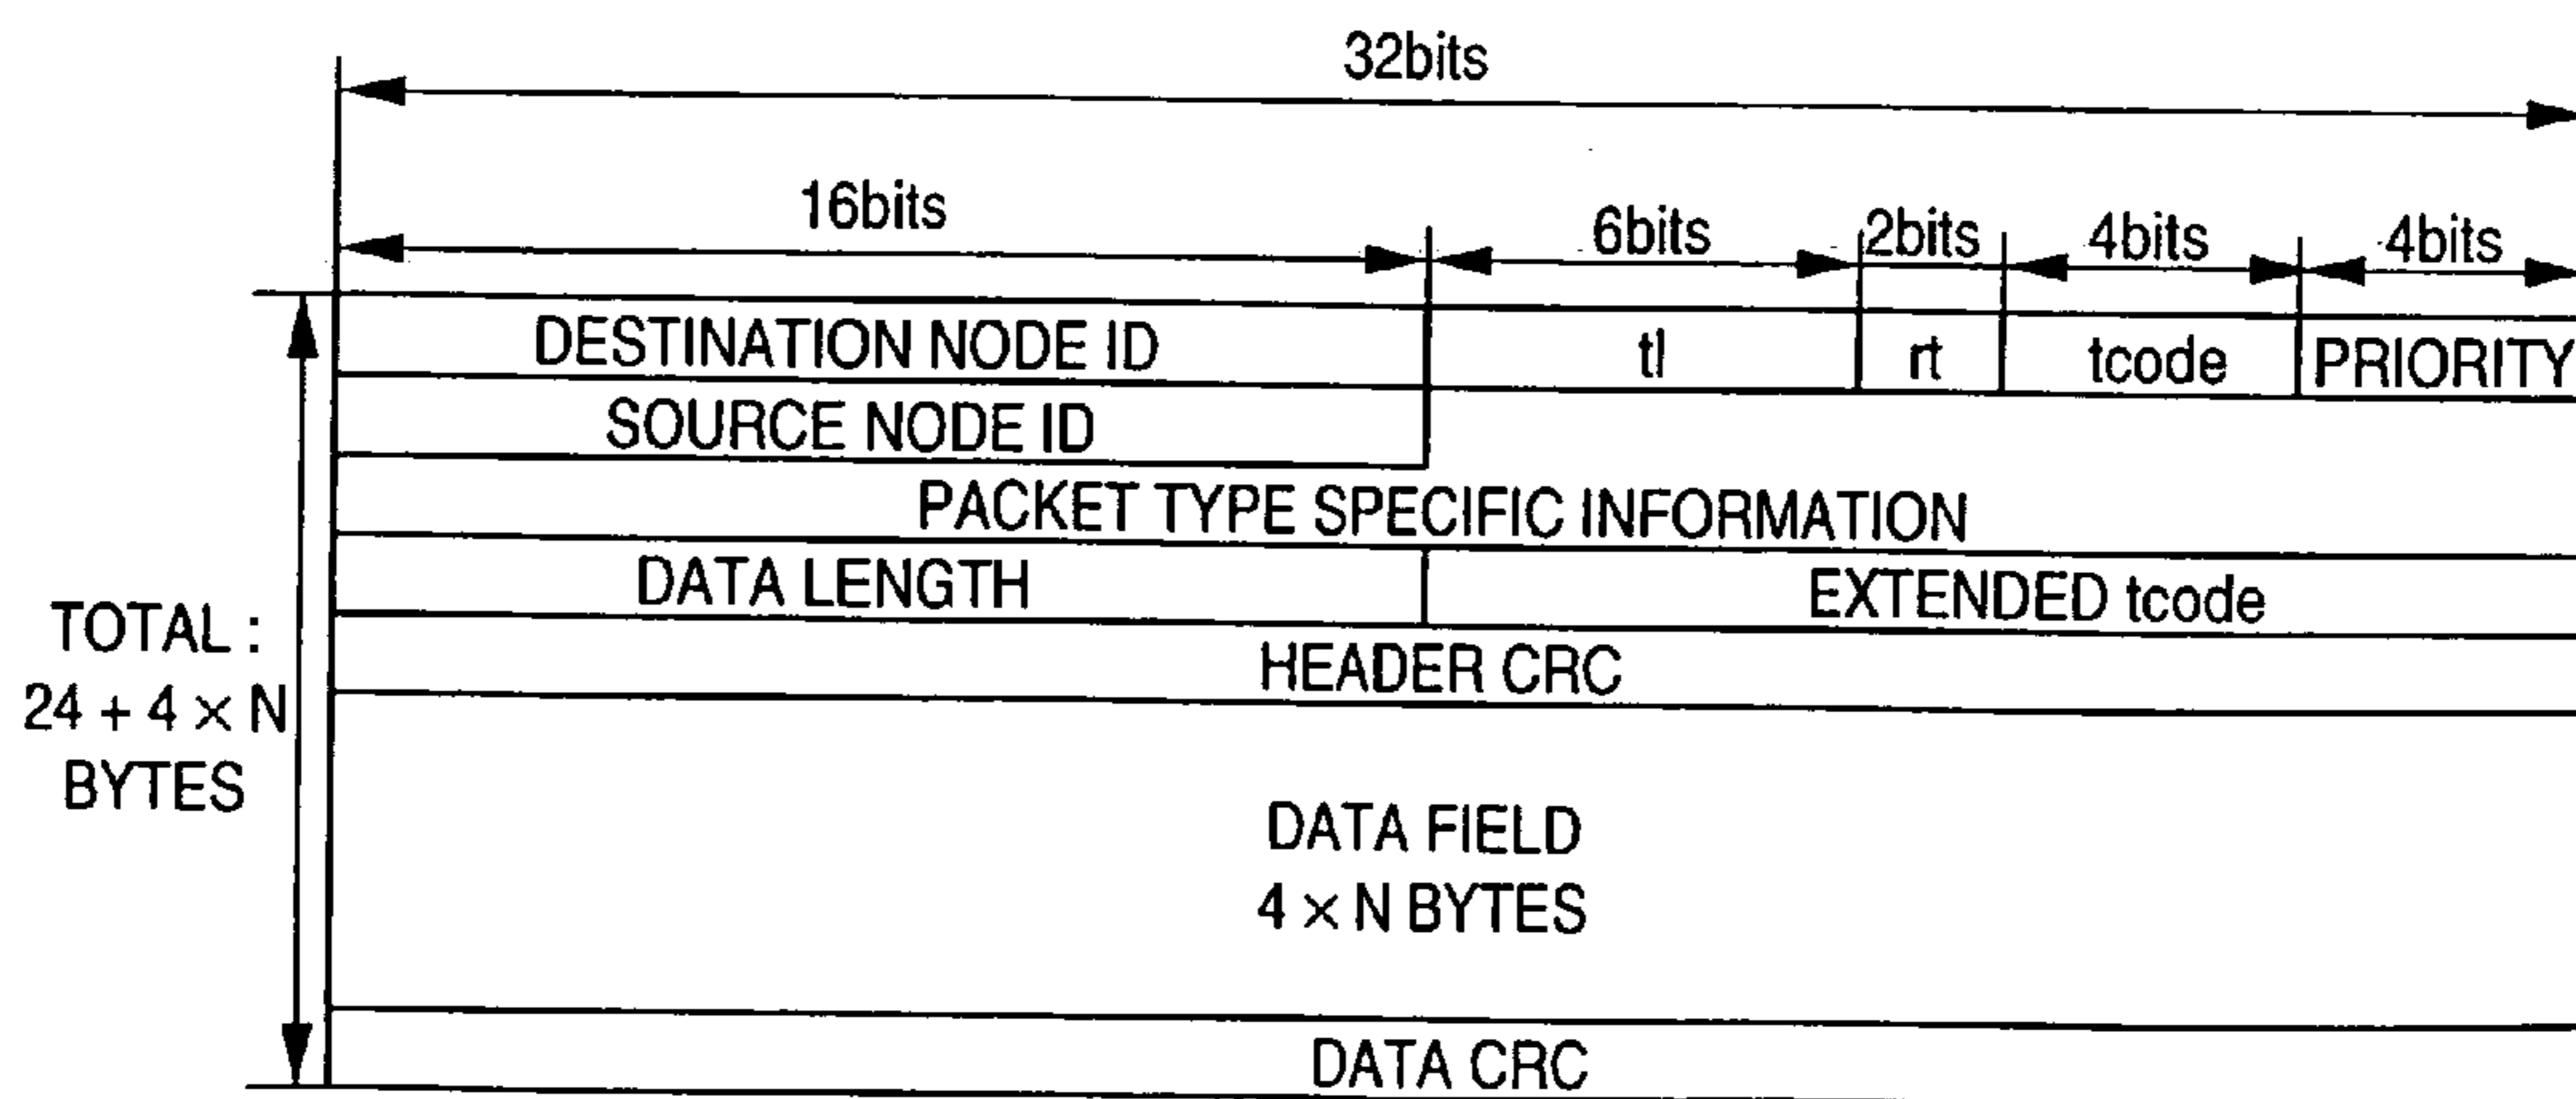 32bits
16bits 6bits 2bits 4bits 4bits
DESTINATION NODE ID tl rt tcode PRIORITY
SOURCE NODE ID
PACKET TYPE SPECIFIC INFORMATION
DATA LENGTH EXTENDED tcode
HEADER CRC
TOTAL :
24 + 4 × N
BYTES
DATA FIELD
4 × N BYTES
DATA CRC